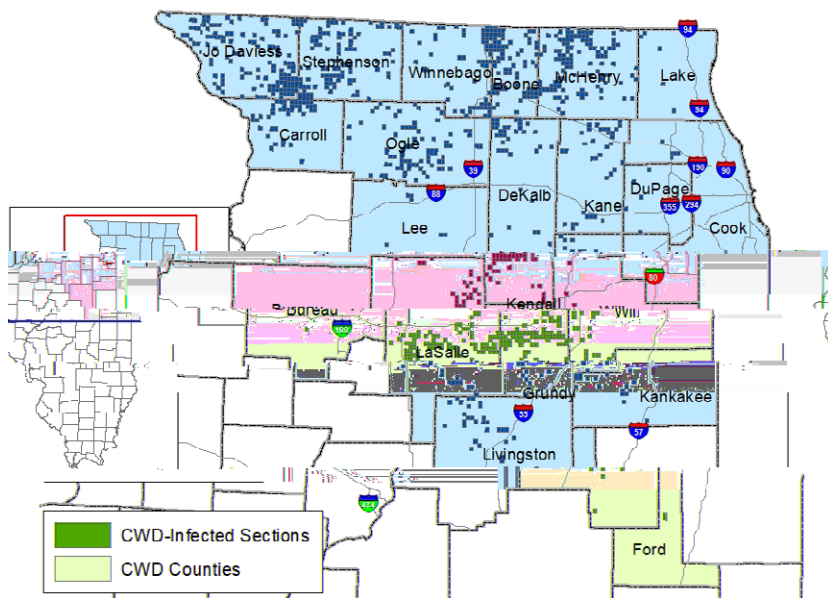 94
Jo Daviess
Stephenson
Winnebago
Boone
McHenry
Lake
94
Carroll
Ogle
39
190
90
88
DeKalb
Kane
DuPage
355
294
Lee
Cook
80
Kendall
Bureau
Will
180
LaSalle
Grundy
Kankakee
55
57
Livingston
474
CWD-Infected Sections
Ford
CWD Counties